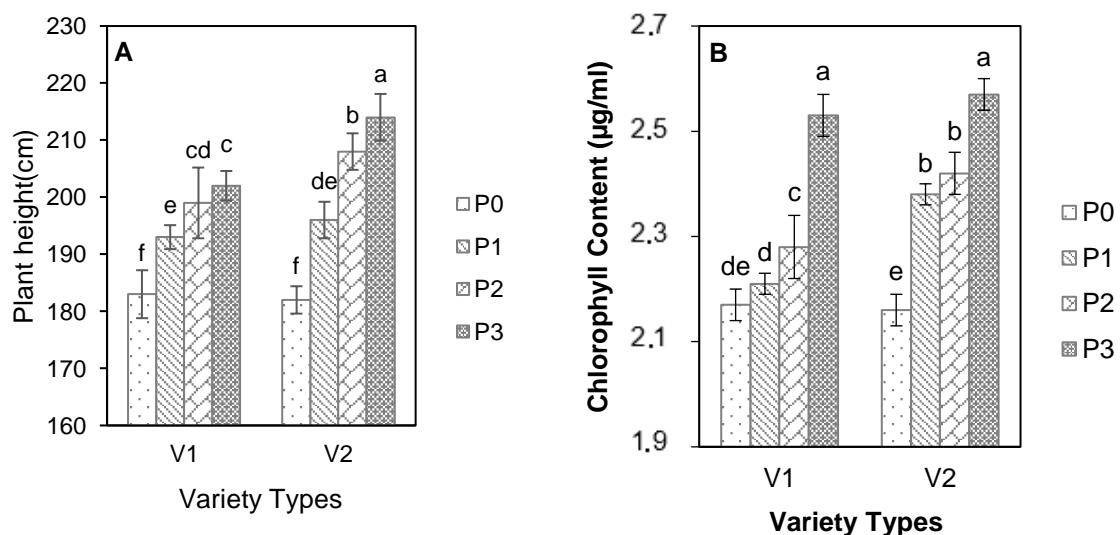 A
Plant height(cm)
230
220
210
200
190
180
170
160
f
e
cd
c
f
de
b
a
V1
V2
Variety Types
P0
P1
P2
P3
B
Chlorophyll Content (µg/ml)
2.7
2.5
2.3
2.1
1.9
de
d
c
a
e
b
b
a
V1
V2
Variety Types
P0
P1
P2
P3